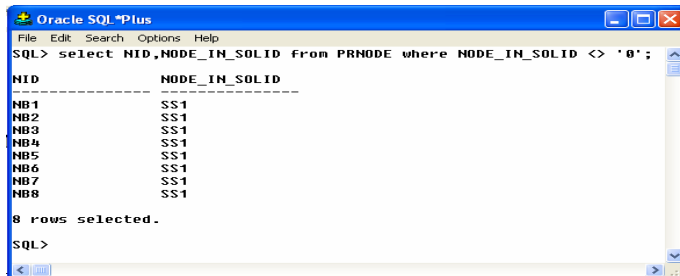 Oracle SQL*Plus
File Edit Search Options Help
SQL> select NID,NODE_IN_SOLID from PRNODE where NODE_IN_SOLID <> '0';
NID NODE_IN_SOLID
--------------- ---------------
NB1 SS1
NB2 SS1
NB3 SS1
NB4 SS1
NB5 SS1
NB6 SS1
NB7 SS1
NB8 SS1
8 rows selected.
SQL>